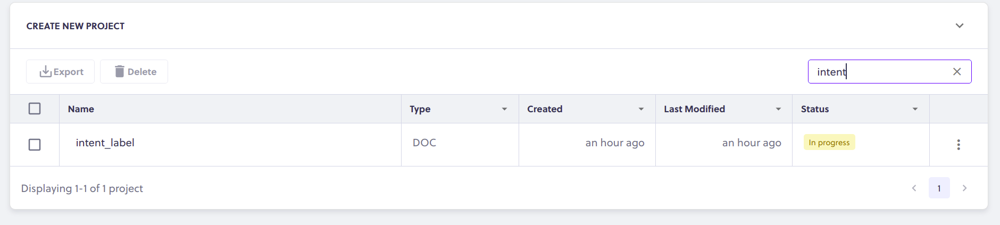 CREATE NEW PROJECT
Export Delete intent
Name Type Created Last Modified Status
intent_label DOC an hour ago an hour ago In progress
Displaying 1-1 of 1 project 1